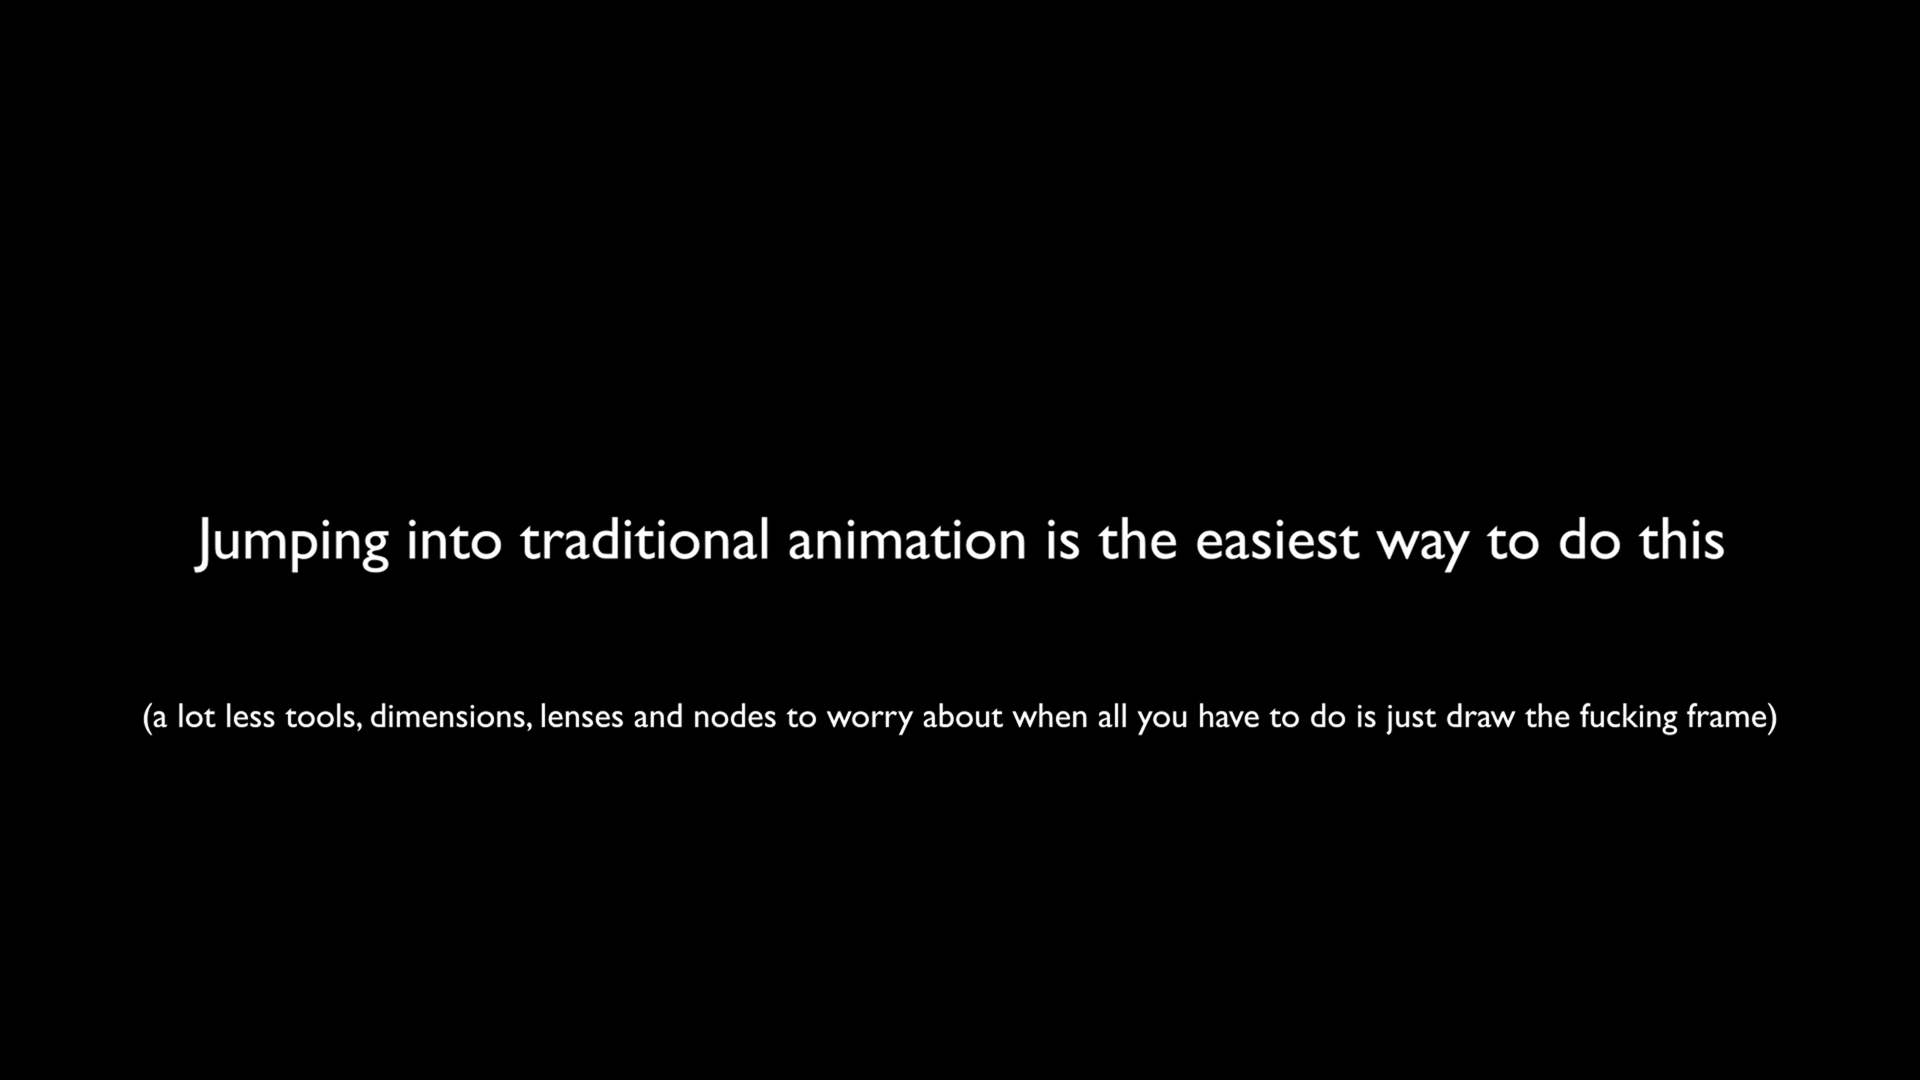 Jumping into traditional animation is the easiest way to do this
(a lot less tools, dimensions, lenses and nodes to worry about when all you have to do is just draw the fucking frame)